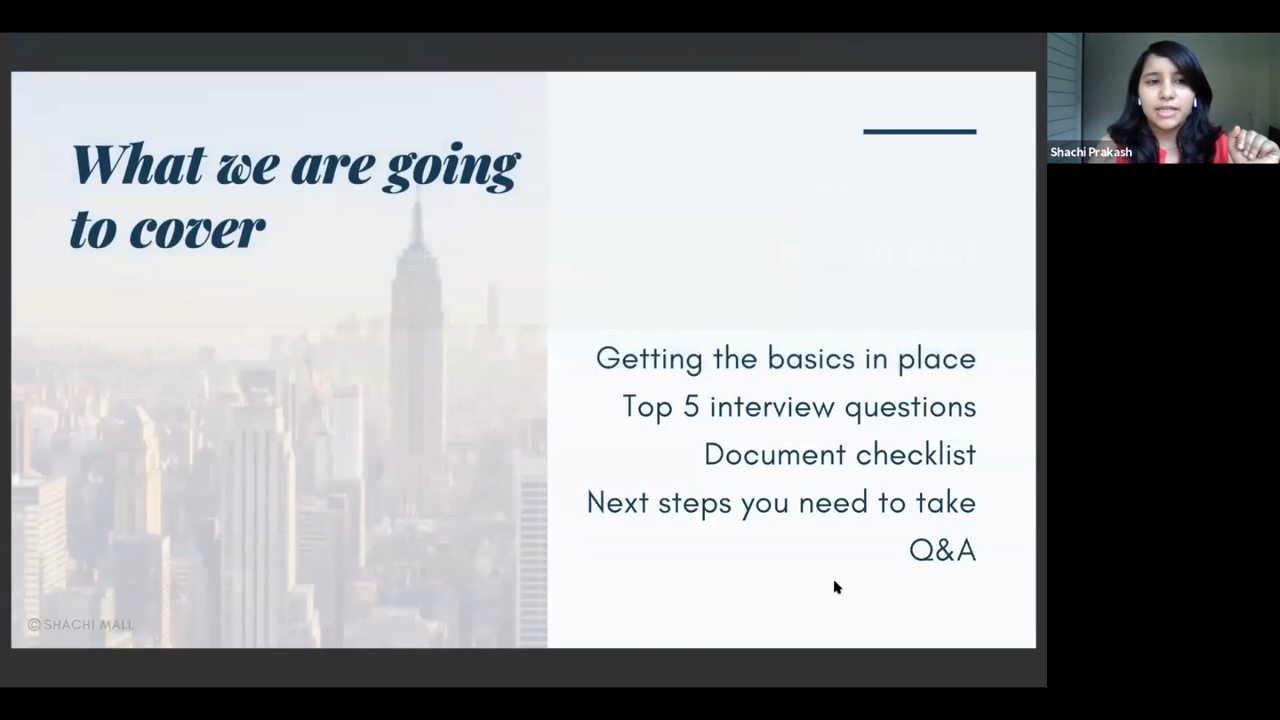 What we are going
to cover
Getting the basics in place
Top 5 interview questions
Document checklist
Next steps you need to take
Q&A
©SHACHI MALL
Shachi Prakash